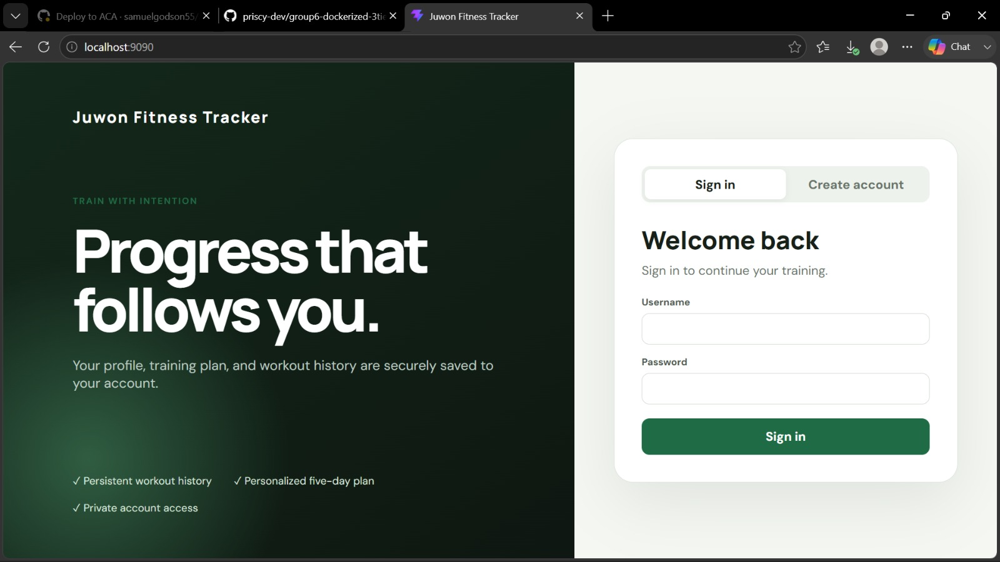 Deploy to ACA · samuelgodson55/
priscy-dev/group6-dockerized-3tie
Juwon Fitness Tracker
localhost:9090
Chat
Juwon Fitness Tracker
TRAIN WITH INTENTION
Progress that
follows you.
Your profile, training plan, and workout history are securely saved to
your account.
✓ Persistent workout history
✓ Personalized five-day plan
✓ Private account access
Sign in
Create account
Welcome back
Sign in to continue your training.
Username
Password
Sign in